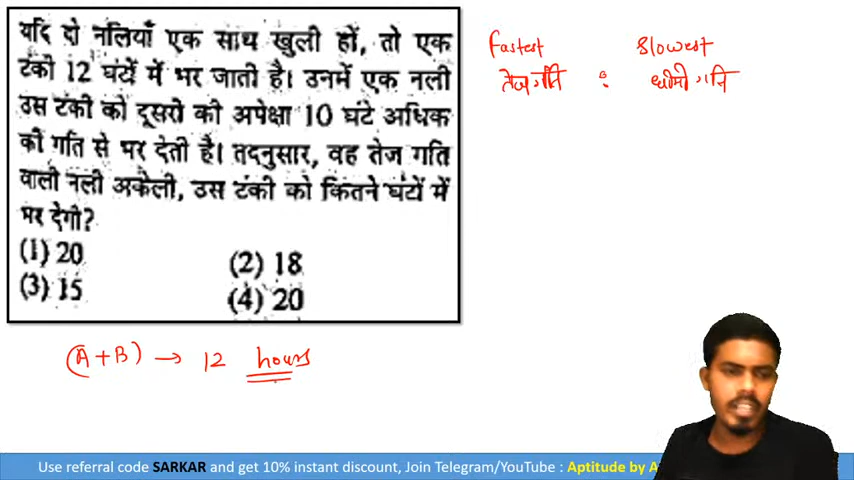 यदि दो नलियाँ एक साथ खुली हों, तो एक
टंकी 12 घंटों में भर जाती है। उनमें एक नली
उस टंकी को दूसरी की अपेक्षा 10 घंटे अधिक
की गति से भर देती है। तदनुसार, वह तेज गति
वाली नली अकेली, उस टंकी को कितने घंटों में
भर देगी?
(1) 20 (2) 18
(3) 15 (4) 20
Fastest Slowest
तेज गति : धीमी गति
(A+B) → 12 hours
Use referral code SARKAR and get 10% instant discount, Join Telegram/YouTube : Aptitude by A